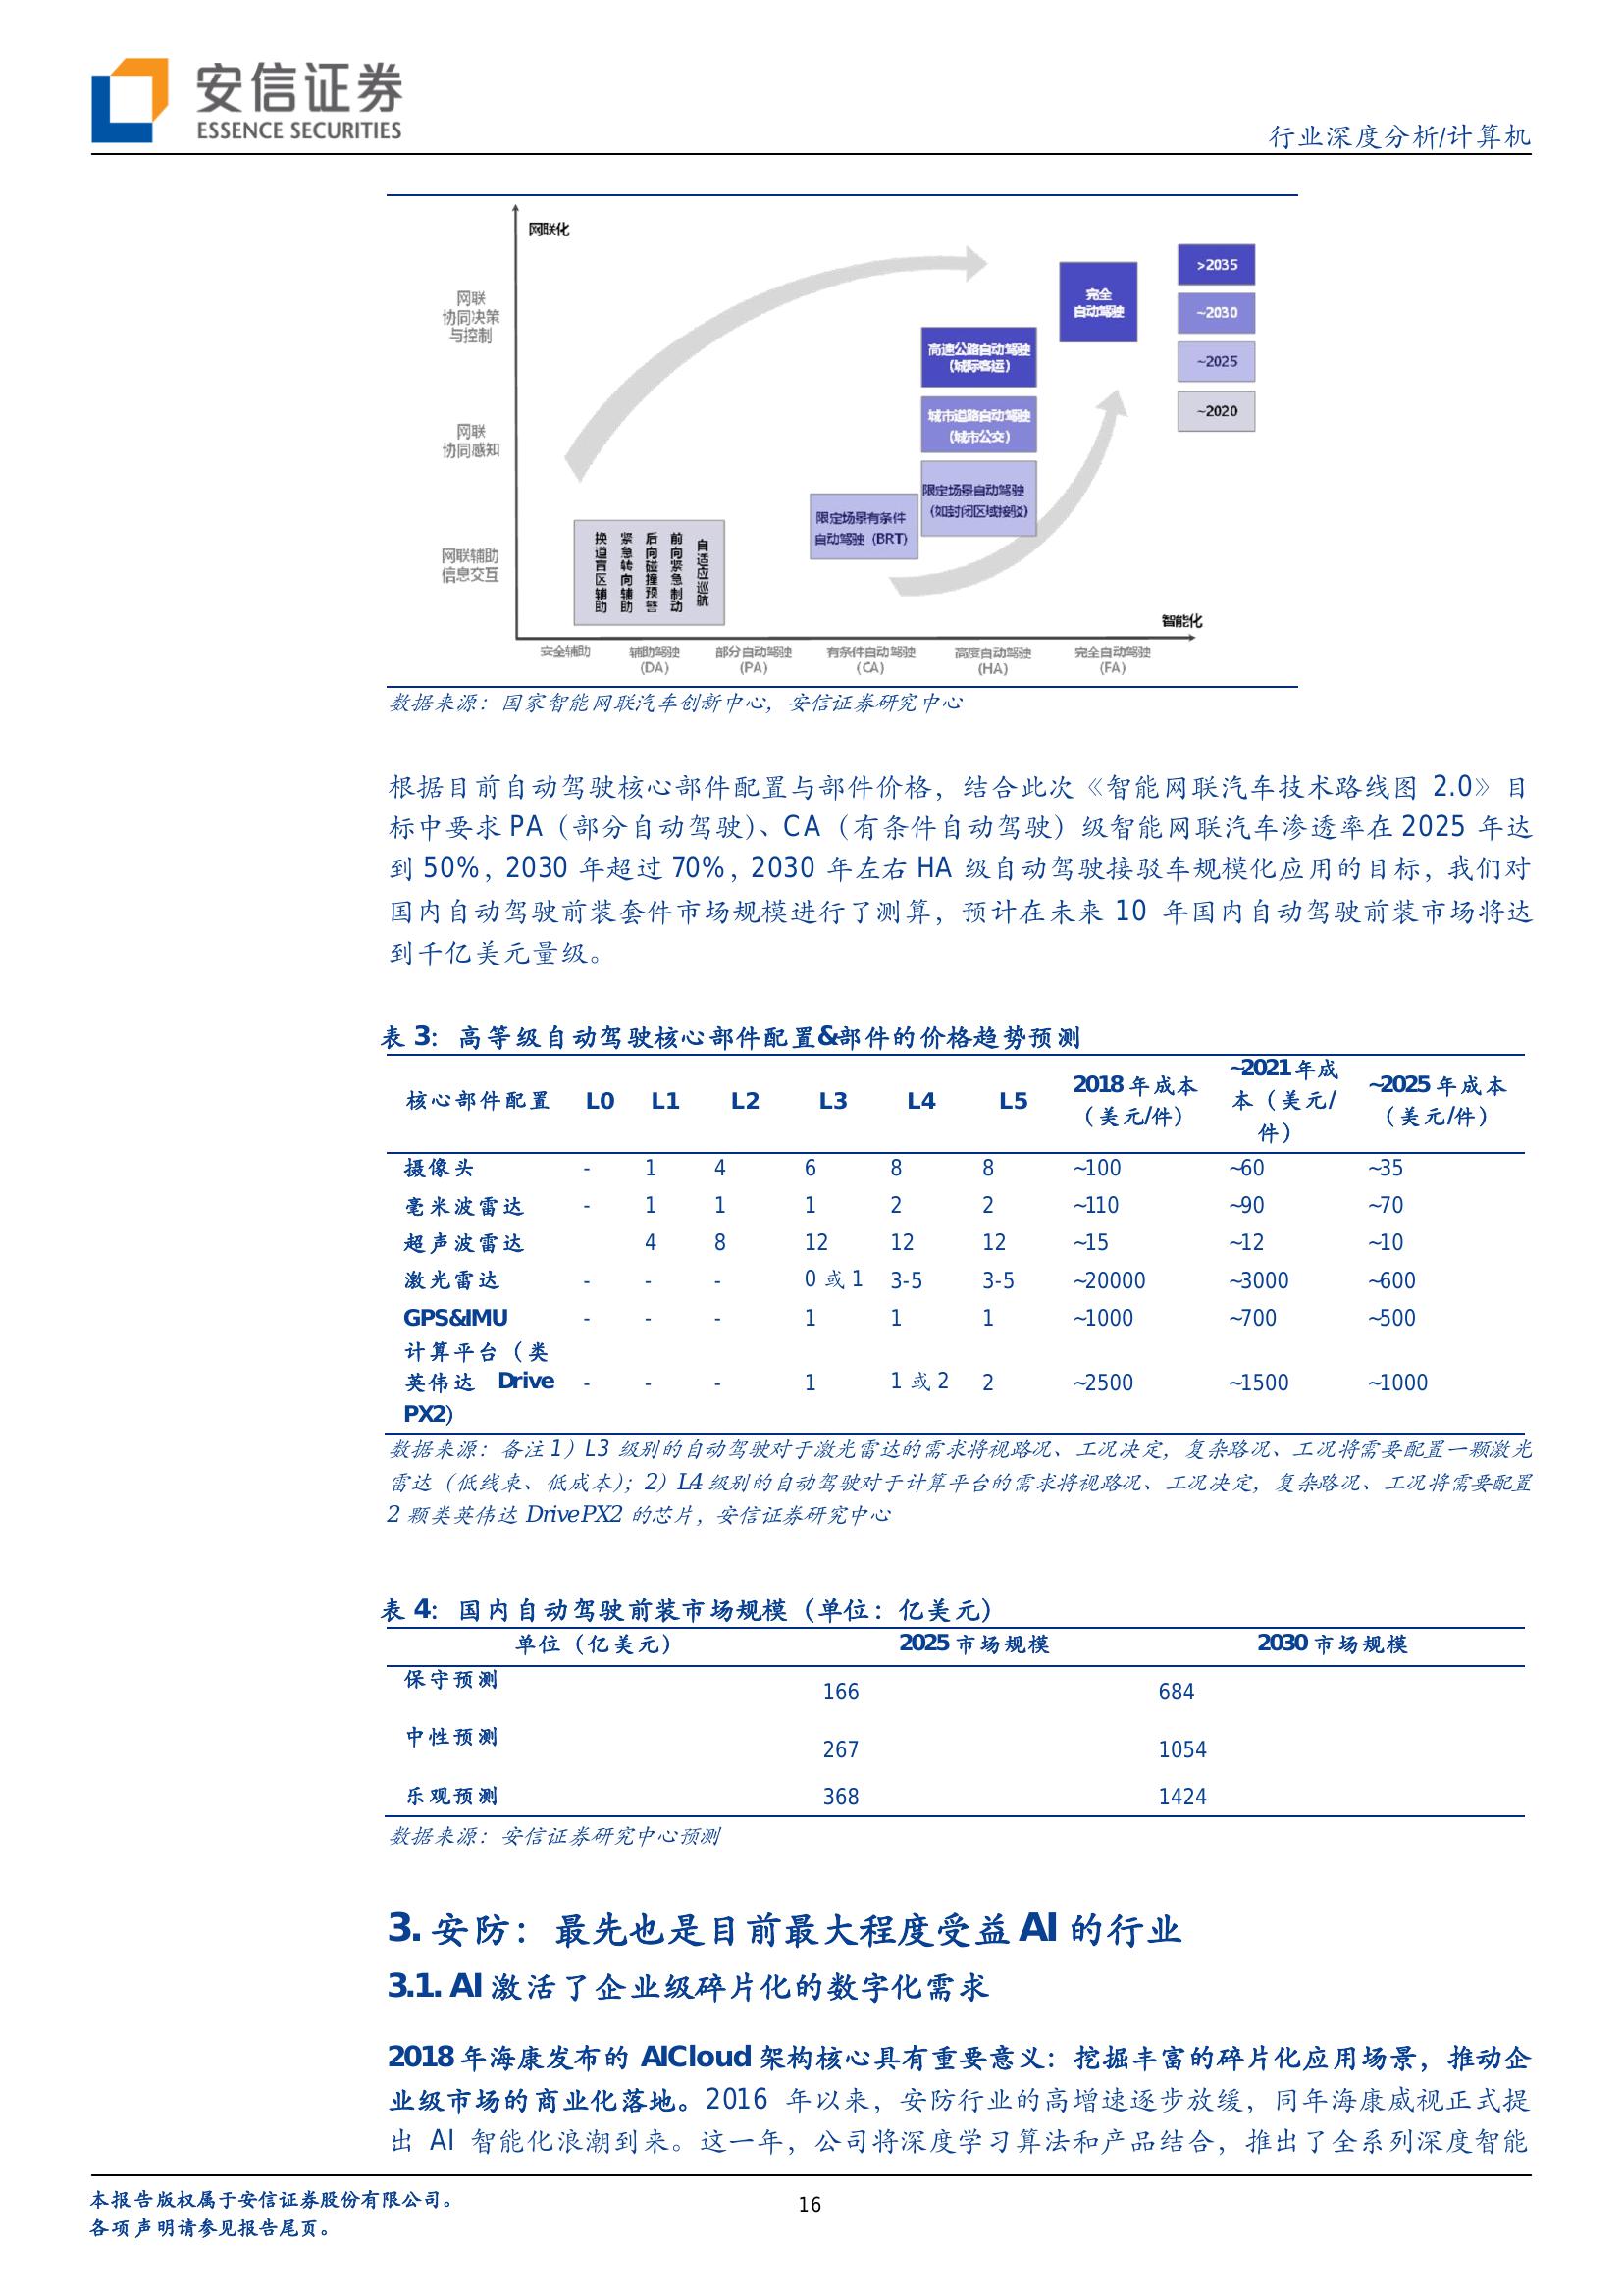 安信证券
ESSENCE SECURITIES
行业深度分析/计算机
网联化
网联
协同决策
与控制
网联
协同感知
网联辅助
信息交互
完全
自动驾驶
高速公路自动驾驶
(城际客运)
城市道路自动驾驶
(城市公交)
限定场景自动驾驶
(如封闭区域接驳)
限定场景有条件
自动驾驶 (BRT)
换道盲区辅助
紧急转向辅助
后向碰撞预警
前向紧急制动
自适应巡航
>2035
~2030
~2025
~2020
智能化
安全辅助
辅助驾驶
(DA)
部分自动驾驶
(PA)
有条件自动驾驶
(CA)
高度自动驾驶
(HA)
完全自动驾驶
(FA)
数据来源：国家智能网联汽车创新中心，安信证券研究中心
根据目前自动驾驶核心部件配置与部件价格，结合此次《智能网联汽车技术路线图 2.0》目
标中要求 PA（部分自动驾驶）、CA（有条件自动驾驶）级智能网联汽车渗透率在 2025 年达
到 50%，2030 年超过 70%，2030 年左右 HA 级自动驾驶接驳车规模化应用的目标，我们对
国内自动驾驶前装套件市场规模进行了测算，预计在未来 10 年国内自动驾驶前装市场将达
到千亿美元量级。
表 3：高等级自动驾驶核心部件配置&部件的价格趋势预测
核心部件配置 L0 L1 L2 L3 L4 L5 2018 年成本（美元/件） ~2021 年成本（美元/件） ~2025 年成本（美元/件）
摄像头 - 1 4 6 8 8 ~100 ~60 ~35
毫米波雷达 - 1 1 1 2 2 ~110 ~90 ~70
超声波雷达 4 8 12 12 12 ~15 ~12 ~10
激光雷达 - - - 0 或 1 3-5 3-5 ~20000 ~3000 ~600
GPS&IMU - - - 1 1 1 ~1000 ~700 ~500
计算平台（类英伟达 Drive PX2） - - - 1 1 或 2 2 ~2500 ~1500 ~1000
数据来源：备注 1）L3 级别的自动驾驶对于激光雷达的需求将视路况、工况决定，复杂路况、工况将需要配置一颗激光
雷达（低线束、低成本）；2）L4 级别的自动驾驶对于计算平台的需求将视路况、工况决定，复杂路况、工况将需要配置
2 颗类英伟达 DrivePX2 的芯片，安信证券研究中心
表 4：国内自动驾驶前装市场规模（单位：亿美元）
单位（亿美元） 2025 市场规模 2030 市场规模
保守预测 166 684
中性预测 267 1054
乐观预测 368 1424
数据来源：安信证券研究中心预测
3. 安防：最先也是目前最大程度受益 AI 的行业
3.1. AI 激活了企业级碎片化的数字化需求
2018 年海康发布的 AICloud 架构核心具有重要意义：挖掘丰富的碎片化应用场景，推动企
业级市场的商业化落地。2016 年以来，安防行业的高增速逐步放缓，同年海康威视正式提
出 AI 智能化浪潮到来。这一年，公司将深度学习算法和产品结合，推出了全系列深度智能
本报告版权属于安信证券股份有限公司。
各项声明请参见报告尾页。
16